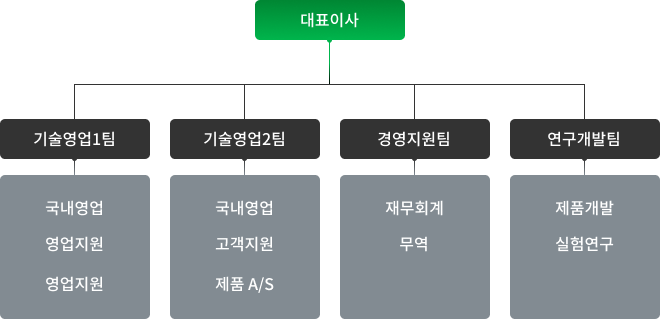 대표이사
기술영업1팀
기술영업2팀
경영지원팀
연구개발팀
국내영업
영업지원
영업지원
국내영업
고객지원
제품 A/S
재무회계
무역
제품개발
실험연구